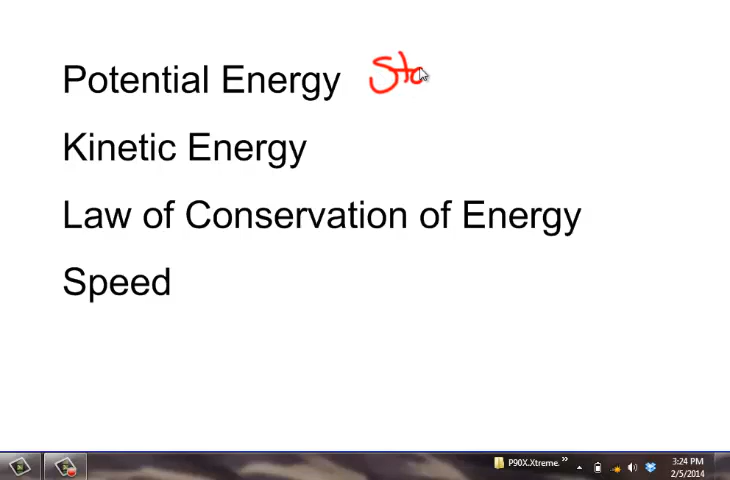 Potential Energy Sto
Kinetic Energy
Law of Conservation of Energy
Speed
P90X.Xtreme. »
3:24 PM
2/5/2014